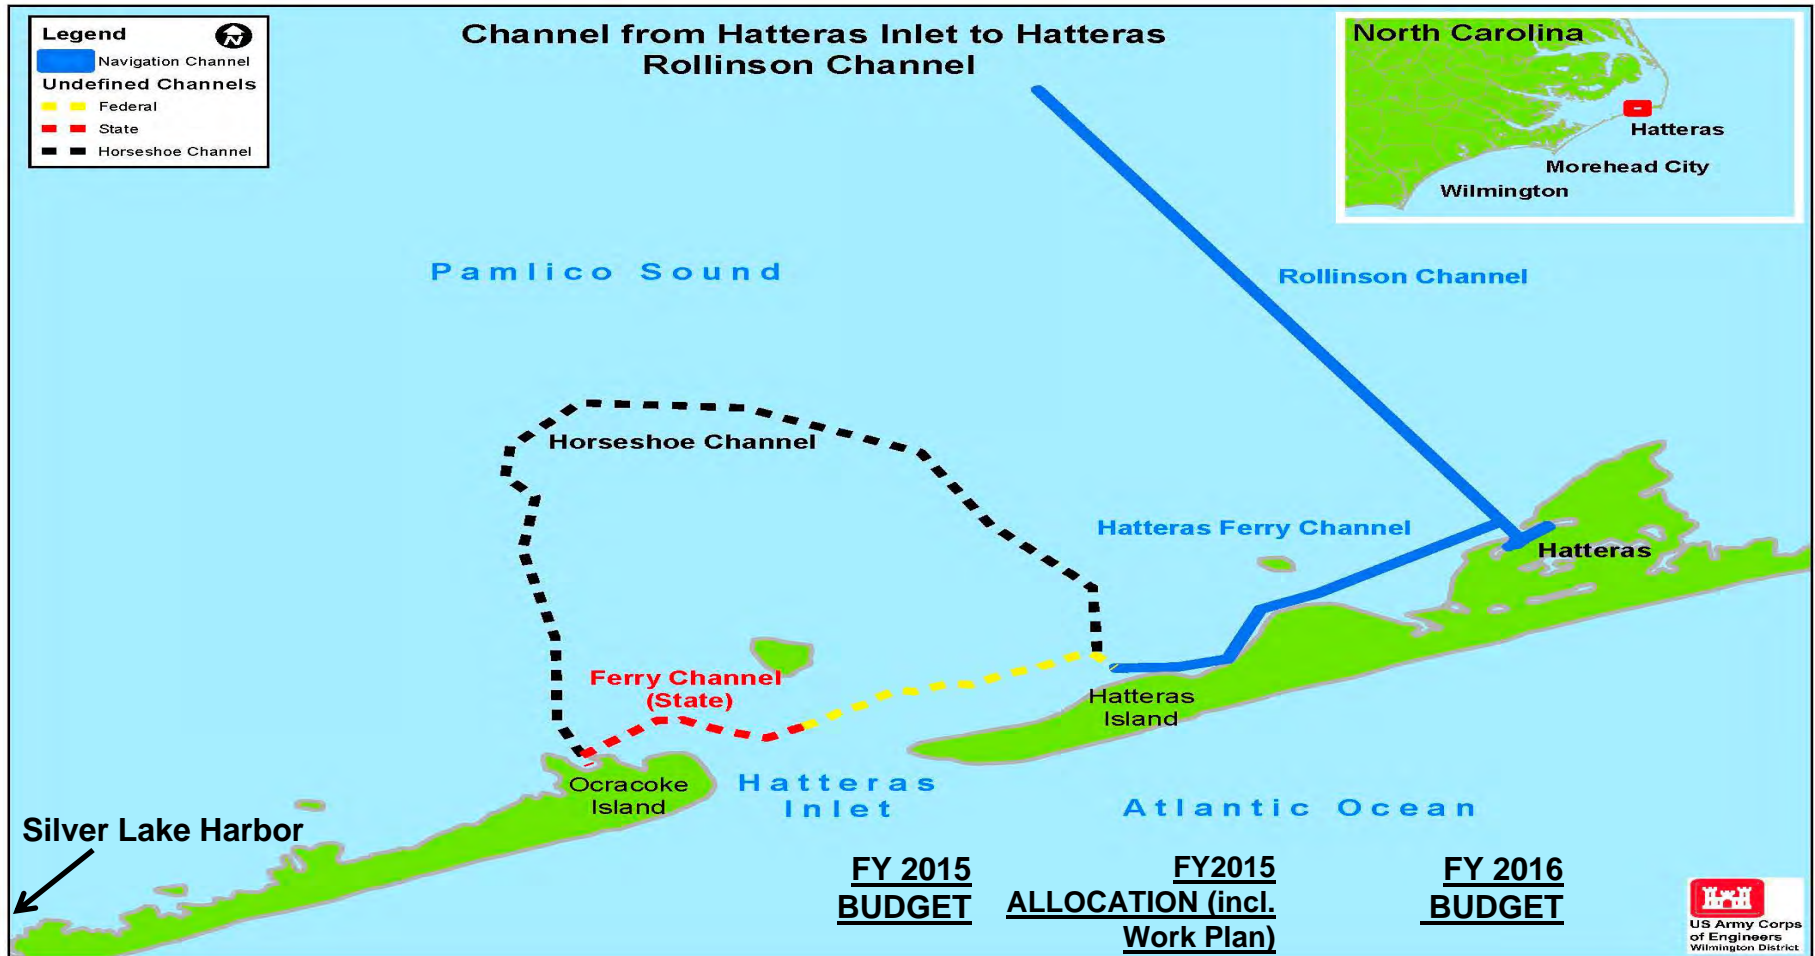 Legend
N
Navigation Channel
Undefined Channels
Federal
State
Horseshoe Channel
Channel from Hatteras Inlet to Hatteras
Rollinson Channel
North Carolina
Hatteras
Morehead City
Wilmington
Pamlico Sound
Rollinson Channel
Horseshoe Channel
Hatteras Ferry Channel
Hatteras
Ferry Channel
(State)
Hatteras
Island
Ocracoke
Island
Hatteras
Inlet
Atlantic Ocean
Silver Lake Harbor
FY 2015
BUDGET
FY2015
ALLOCATION (incl.
Work Plan)
FY 2016
BUDGET
US Army Corps
of Engineers
Wilmington District